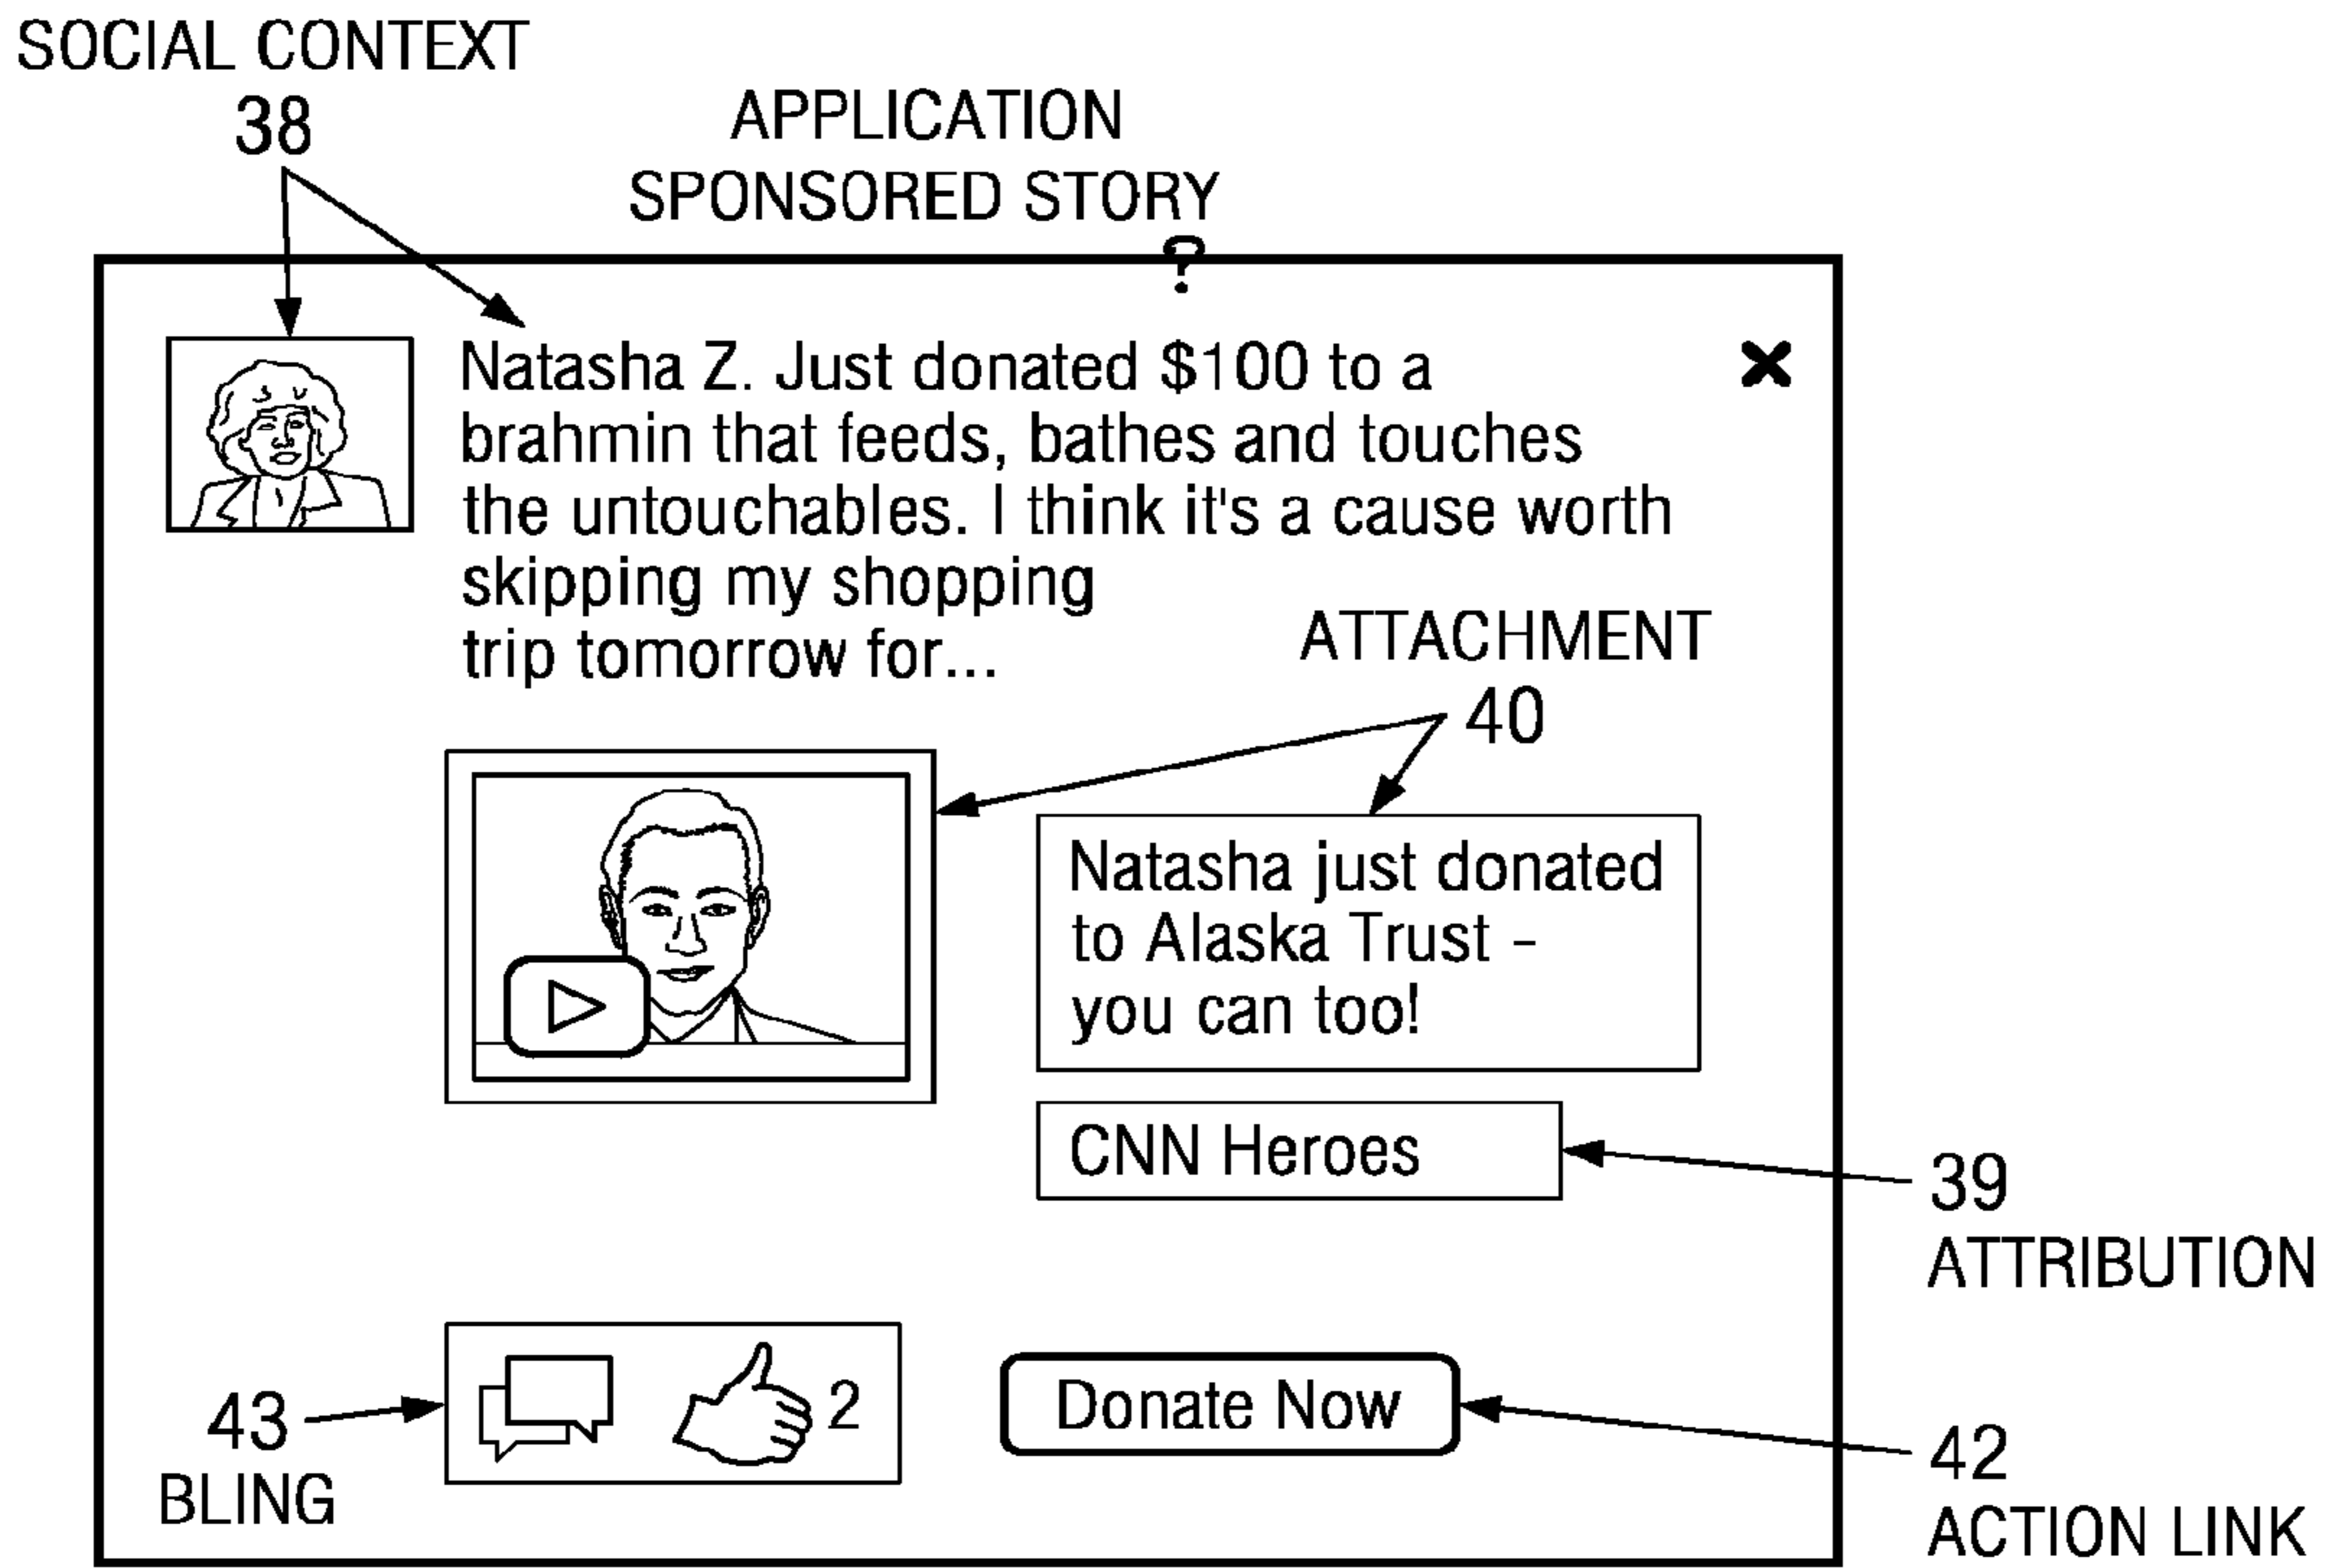 SOCIAL CONTEXT
38
APPLICATION
SPONSORED STORY
?
Natasha Z. Just donated $100 to a
brahmin that feeds, bathes and touches
the untouchables. I think it's a cause worth
skipping my shopping
trip tomorrow for...
ATTACHMENT
40
Natasha just donated
to Alaska Trust -
you can too!
CNN Heroes
39
ATTRIBUTION
43
BLING
2
Donate Now
42
ACTION LINK